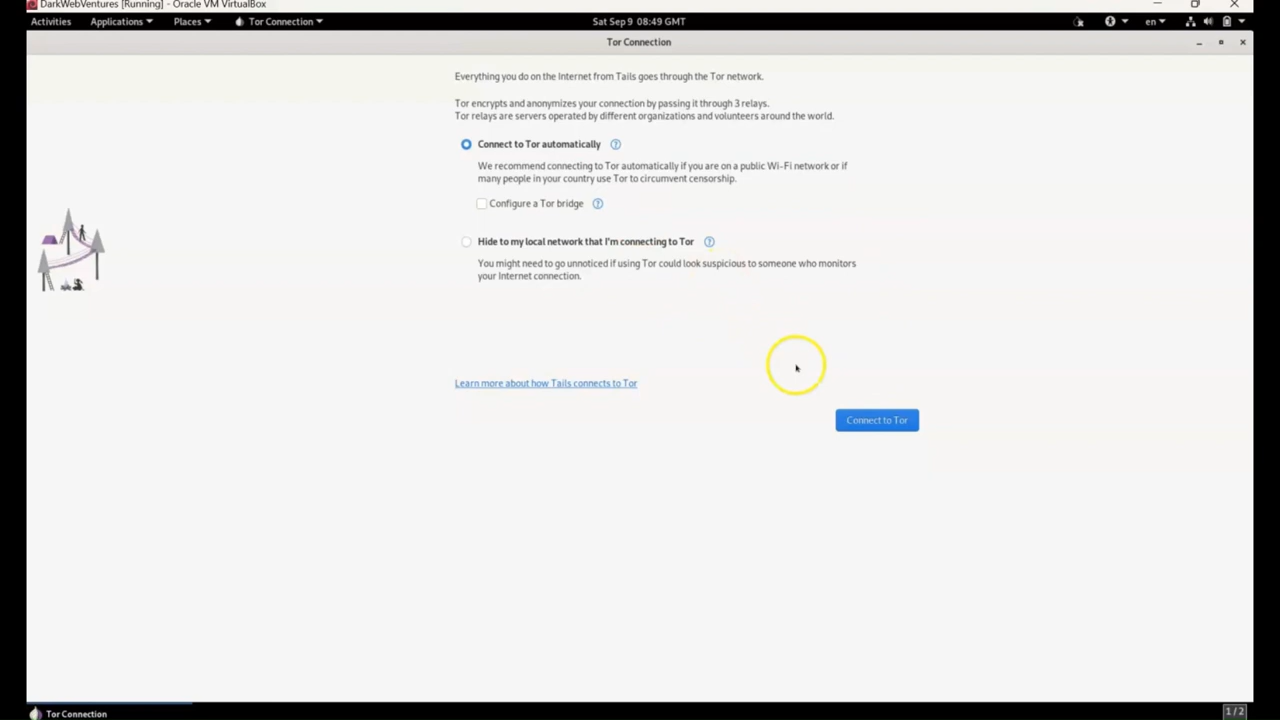 DarkWebVentures [Running] - Oracle VM VirtualBox
Activities Applications Places Tor Connection Sat Sep 9 08:49 GMT en
Tor Connection
Everything you do on the Internet from Tails goes through the Tor network.
Tor encrypts and anonymizes your connection by passing it through 3 relays.
Tor relays are servers operated by different organizations and volunteers around the world.
Connect to Tor automatically ?
We recommend connecting to Tor automatically if you are on a public Wi-Fi network or if
many people in your country use Tor to circumvent censorship.
Configure a Tor bridge ?
Hide to my local network that I'm connecting to Tor ?
You might need to go unnoticed if using Tor could look suspicious to someone who monitors
your Internet connection.
Learn more about how Tails connects to Tor
Connect to Tor
Tor Connection 1 / 2